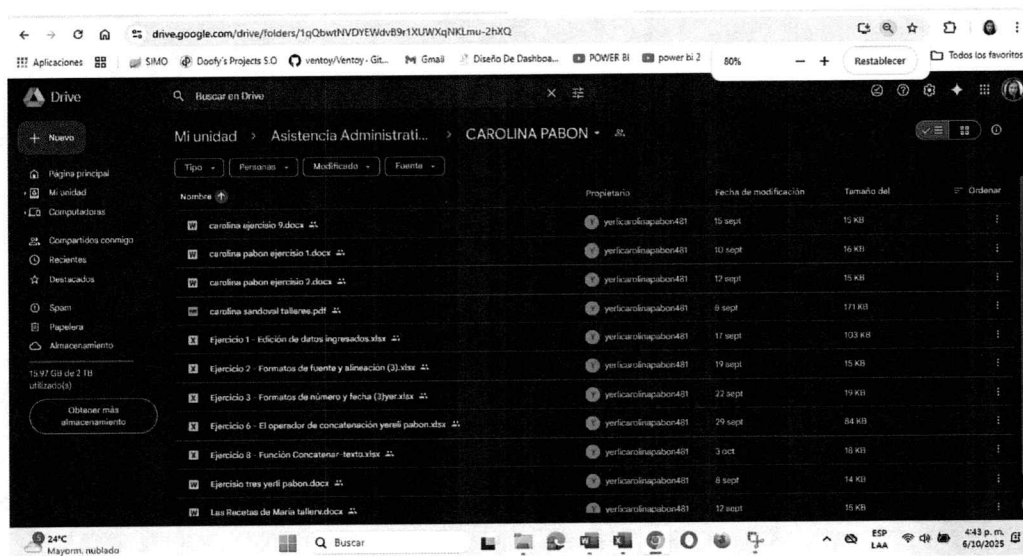 drive.google.com/drive/folders/1qQbwtNVDYEWdvB9r1XUWXqNKLmu-2hXQ
Aplicaciones SIMO Doofy's Projects S.O ventoy/Ventoy - Git... Gmail Diseño De Dashboa... POWER BI power bi 2 80% − + Restablecer Todos los favoritos
Drive Buscar en Drive
Nuevo Mi unidad > Asistencia Administrati... > CAROLINA PABON
Tipo Personas Modificado Fuente
Página principal
Mi unidad
Computadoras
Compartidos conmigo
Recientes
Destacados
Spam
Papelera
Almacenamiento
15.97 GB de 2 TB
utilizado(s)
Obtener más
almacenamiento
Nombre Propietario Fecha de modificación Tamaño del Ordenar
carolina ejercisio 9.docx yerlicarolinapabon481 15 sept 15 KB
carolina pabon ejercisio 1.docx yerlicarolinapabon481 10 sept 16 KB
carolina pabon ejercisio 2.docx yerlicarolinapabon481 12 sept 15 KB
carolina sandoval talleres.pdf yerlicarolinapabon481 8 sept 171 KB
Ejercicio 1 - Edición de datos ingresados.xlsx yerlicarolinapabon481 17 sept 103 KB
Ejercicio 2 - Formatos de fuente y alineación (3).xlsx yerlicarolinapabon481 19 sept 15 KB
Ejercicio 3 - Formatos de número y fecha (3)yer.xlsx yerlicarolinapabon481 22 sept 19 KB
Ejercicio 6 - El operador de concatenación yereli pabon.xlsx yerlicarolinapabon481 29 sept 84 KB
Ejercicio 8 - Función Concatenar-texto.xlsx yerlicarolinapabon481 3 oct 18 KB
Ejercisio tres yerli pabon.docx yerlicarolinapabon481 8 sept 14 KB
Las Recetas de Maria tallerv.docx yerlicarolinapabon481 12 sept 15 KB
24°C
Mayorm. nublado
Buscar
ESP
LAA
4:43 p. m.
6/10/2025